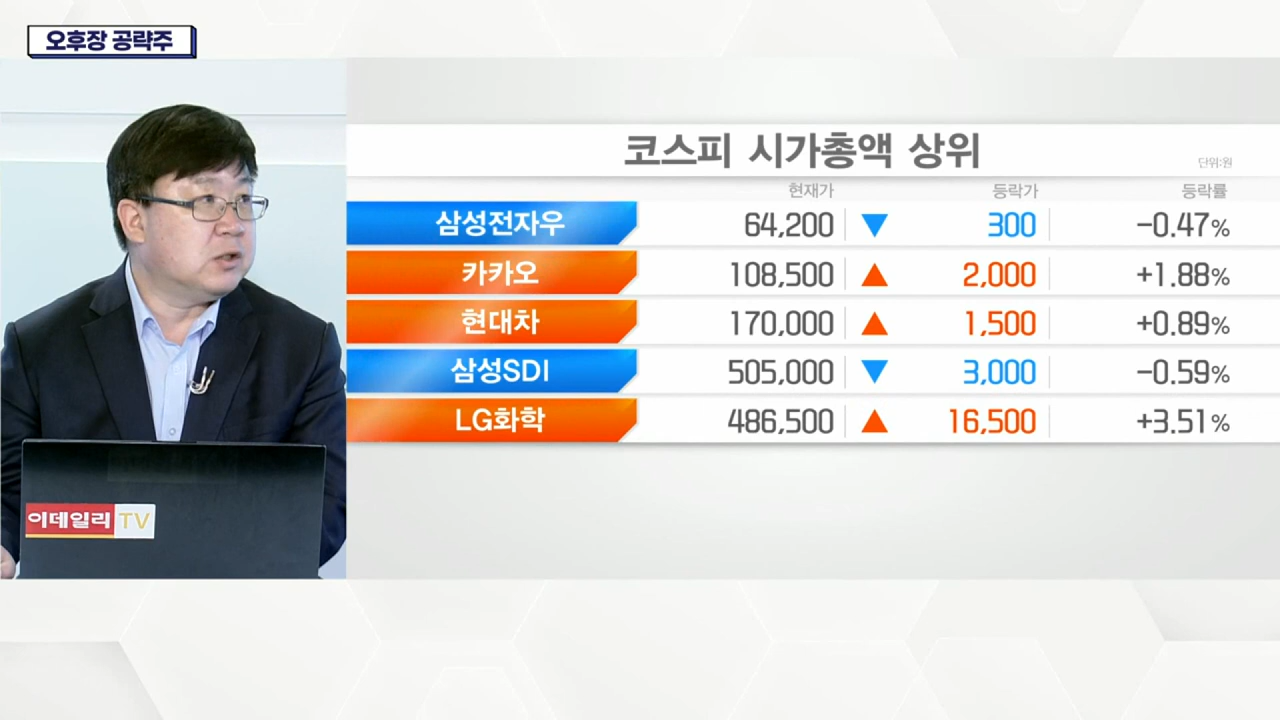 오후장 공략주
코스피 시가총액 상위
단위:원
현재가 등락가 등락률
삼성전자우 64,200 ▼ 300 -0.47%
카카오 108,500 ▲ 2,000 +1.88%
현대차 170,000 ▲ 1,500 +0.89%
삼성SDI 505,000 ▼ 3,000 -0.59%
LG화학 486,500 ▲ 16,500 +3.51%
이데일리TV